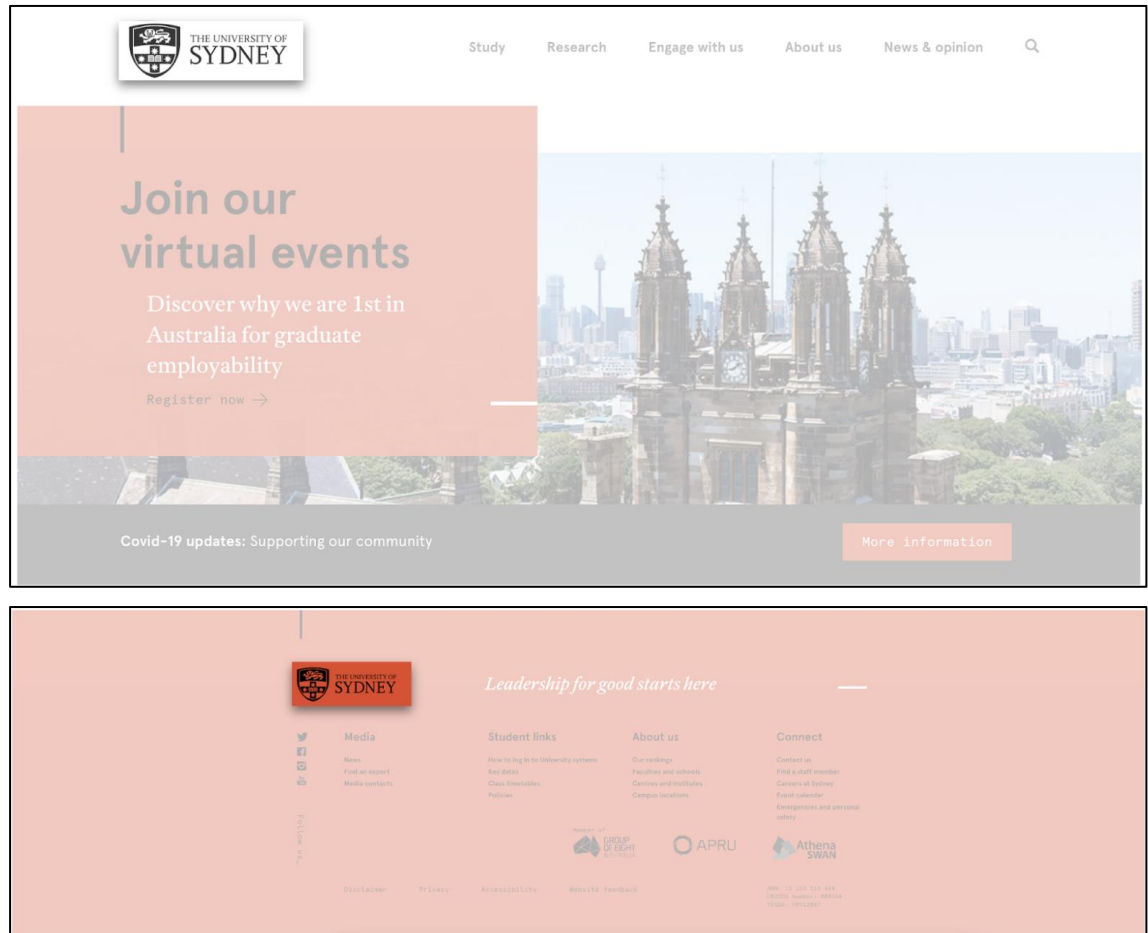 THE UNIVERSITY OF
SYDNEY
Study Research Engage with us About us News & opinion
Join our
virtual events
Discover why we are 1st in
Australia for graduate
employability
Register now →
Covid-19 updates: Supporting our community
More information
THE UNIVERSITY OF
SYDNEY
Leadership for good starts here
Media
News
Find an expert
Media contacts
Student links
How to log in to University systems
Key dates
Class timetables
Policies
About us
Our rankings
Faculties and schools
Centres and institutes
Campus locations
Connect
Contact us
Find a staff member
Careers at Sydney
Event calendar
Emergencies and personal
safety
Follow us
MEMBER OF
GROUP
OF EIGHT
AUSTRALIA
APRU
Athena
SWAN
Disclaimer Privacy Accessibility Website Feedback